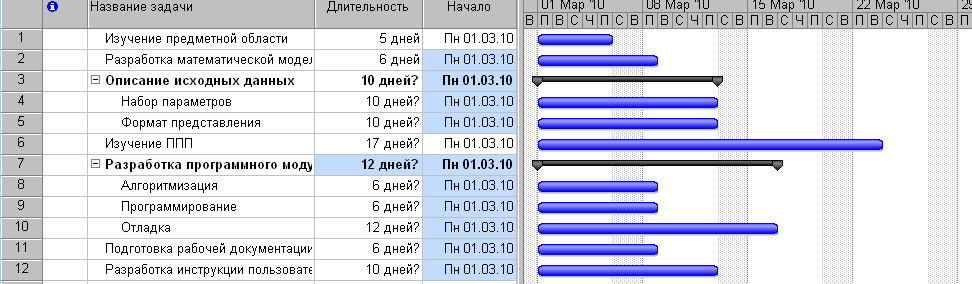 Название задачи Длительность Начало 01 Мар '10 08 Мар '10 15 Мар '10 22 Мар '10 29
В П В С Ч П С В П В С Ч П С В П В С Ч П С В П В С Ч П С В П
1 Изучение предметной области 5 дней Пн 01.03.10
2 Разработка математической модел 6 дней Пн 01.03.10
3 Описание исходных данных 10 дней? Пн 01.03.10
4 Набор параметров 10 дней? Пн 01.03.10
5 Формат представления 10 дней? Пн 01.03.10
6 Изучение ППП 17 дней? Пн 01.03.10
7 Разработка программного моду 12 дней? Пн 01.03.10
8 Алгоритмизация 6 дней? Пн 01.03.10
9 Программирование 6 дней? Пн 01.03.10
10 Отладка 12 дней? Пн 01.03.10
11 Подготовка рабочей документации 6 дней? Пн 01.03.10
12 Разработка инструкции пользовате 10 дней? Пн 01.03.10